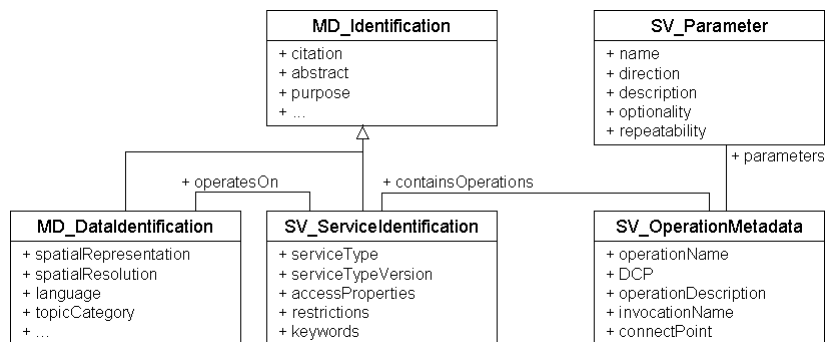 MD_Identification
+ citation
+ abstract
+ purpose
+ ...
SV_Parameter
+ name
+ direction
+ description
+ optionality
+ repeatability
+ parameters
+ operatesOn
+ containsOperations
MD_DataIdentification
+ spatialRepresentation
+ spatialResolution
+ language
+ topicCategory
+ ...
SV_ServiceIdentification
+ serviceType
+ serviceTypeVersion
+ accessProperties
+ restrictions
+ keywords
SV_OperationMetadata
+ operationName
+ DCP
+ operationDescription
+ invocationName
+ connectPoint